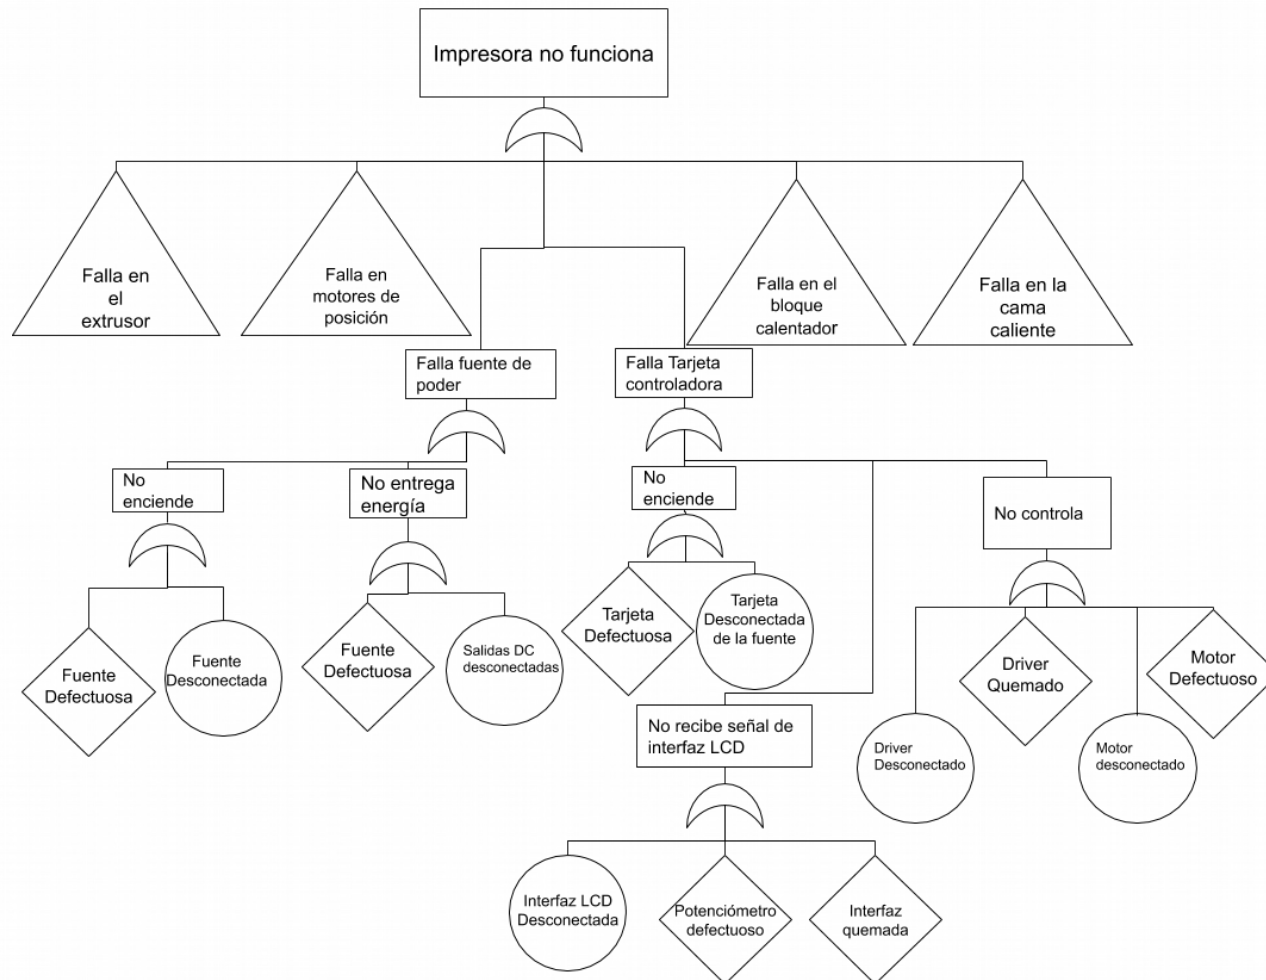 Impresora no funciona
Falla en
el
extrusor
Falla en
motores de
posición
Falla en el
bloque
calentador
Falla en la
cama
caliente
Falla fuente de
poder
Falla Tarjeta
controladora
No
enciende
No entrega
energía
No
enciende
No controla
Fuente
Defectuosa
Fuente
Desconectada
Fuente
Defectuosa
Salidas DC
desconectadas
Tarjeta
Defectuosa
Tarjeta
Desconectada
de la fuente
Driver
Quemado
Motor
Defectuoso
No recibe señal de
interfaz LCD
Driver
Desconectado
Motor
desconectado
Interfaz LCD
Desconectada
Potenciómetro
defectuoso
Interfaz
quemada